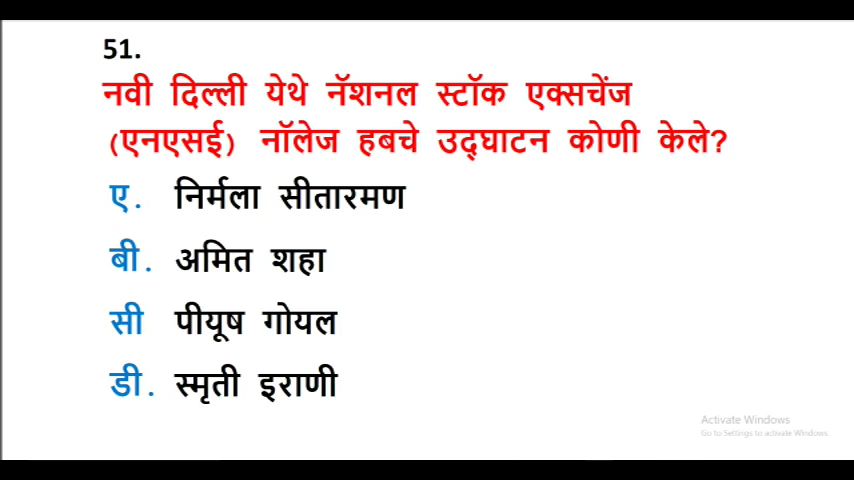 51.
नवी दिल्ली येथे नॅशनल स्टॉक एक्सचेंज
(एनएसई) नॉलेज हबचे उद्घाटन कोणी केले?
ए. निर्मला सीतारमण
बी. अमित शहा
सी पीयूष गोयल
डी. स्मृती इराणी
Activate Windows
Go to Settings to activate Windows.